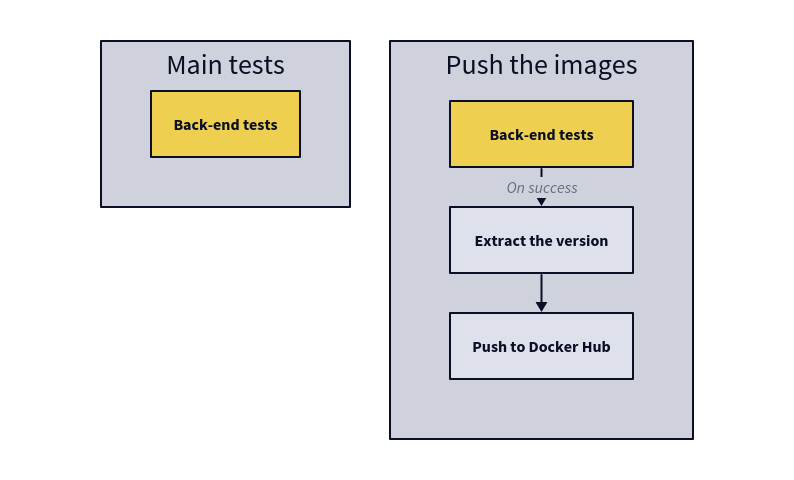 Main tests
Back-end tests
Push the images
Back-end tests
On success
Extract the version
Push to Docker Hub